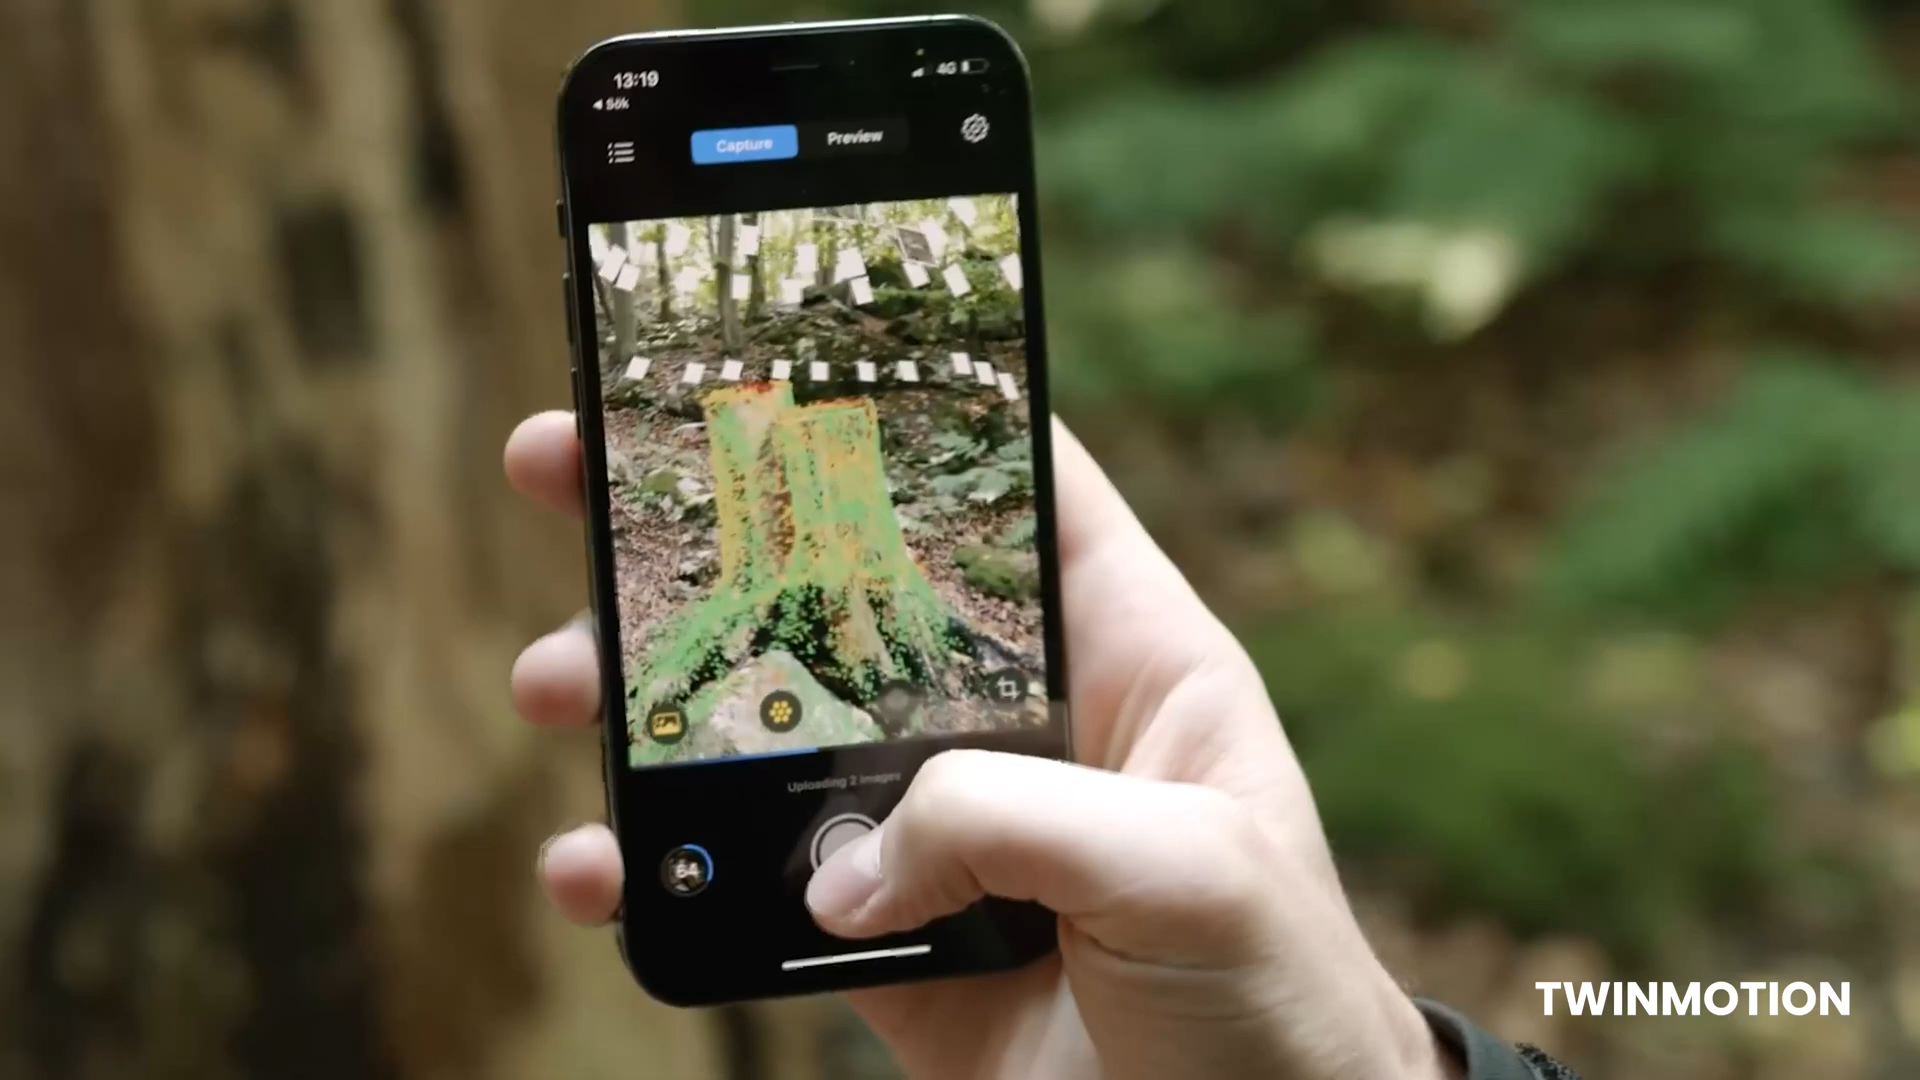 13:19
4G
◀ Sök
Capture
Preview
Uploading 2 images
64
TWINMOTION